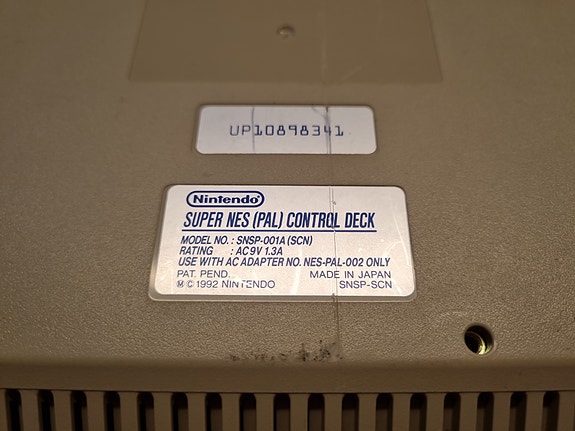 UP10898341
Nintendo
SUPER NES (PAL) CONTROL DECK
MODEL NO. : SNSP-001A (SCN)
RATING : AC 9V 1.3A
USE WITH AC ADAPTER NO. NES-PAL-002 ONLY
PAT. PEND. MADE IN JAPAN
Ⓜ © 1992 NINTENDO SNSP-SCN